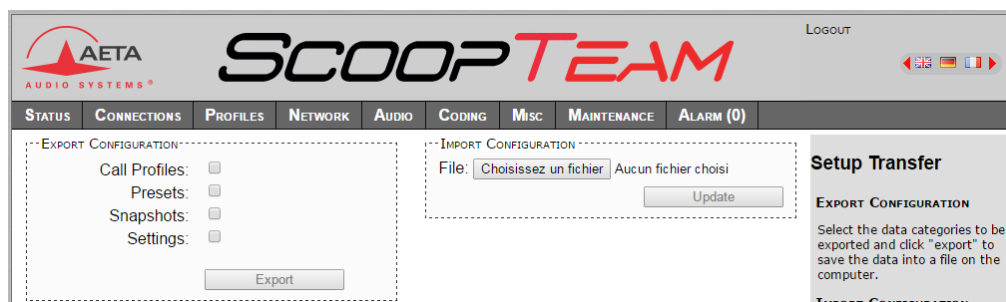 LOGOUT
AETA
AUDIO SYSTEMS®
SCOOPTEAM
STATUS CONNECTIONS PROFILES NETWORK AUDIO CODING MISC MAINTENANCE ALARM (0)
EXPORT CONFIGURATION
Call Profiles:
Presets:
Snapshots:
Settings:
Export
IMPORT CONFIGURATION
File: Choisissez un fichier Aucun fichier choisi
Update
Setup Transfer
EXPORT CONFIGURATION
Select the data categories to be
exported and click "export" to
save the data into a file on the
computer.
IMPORT CONFIGURATION